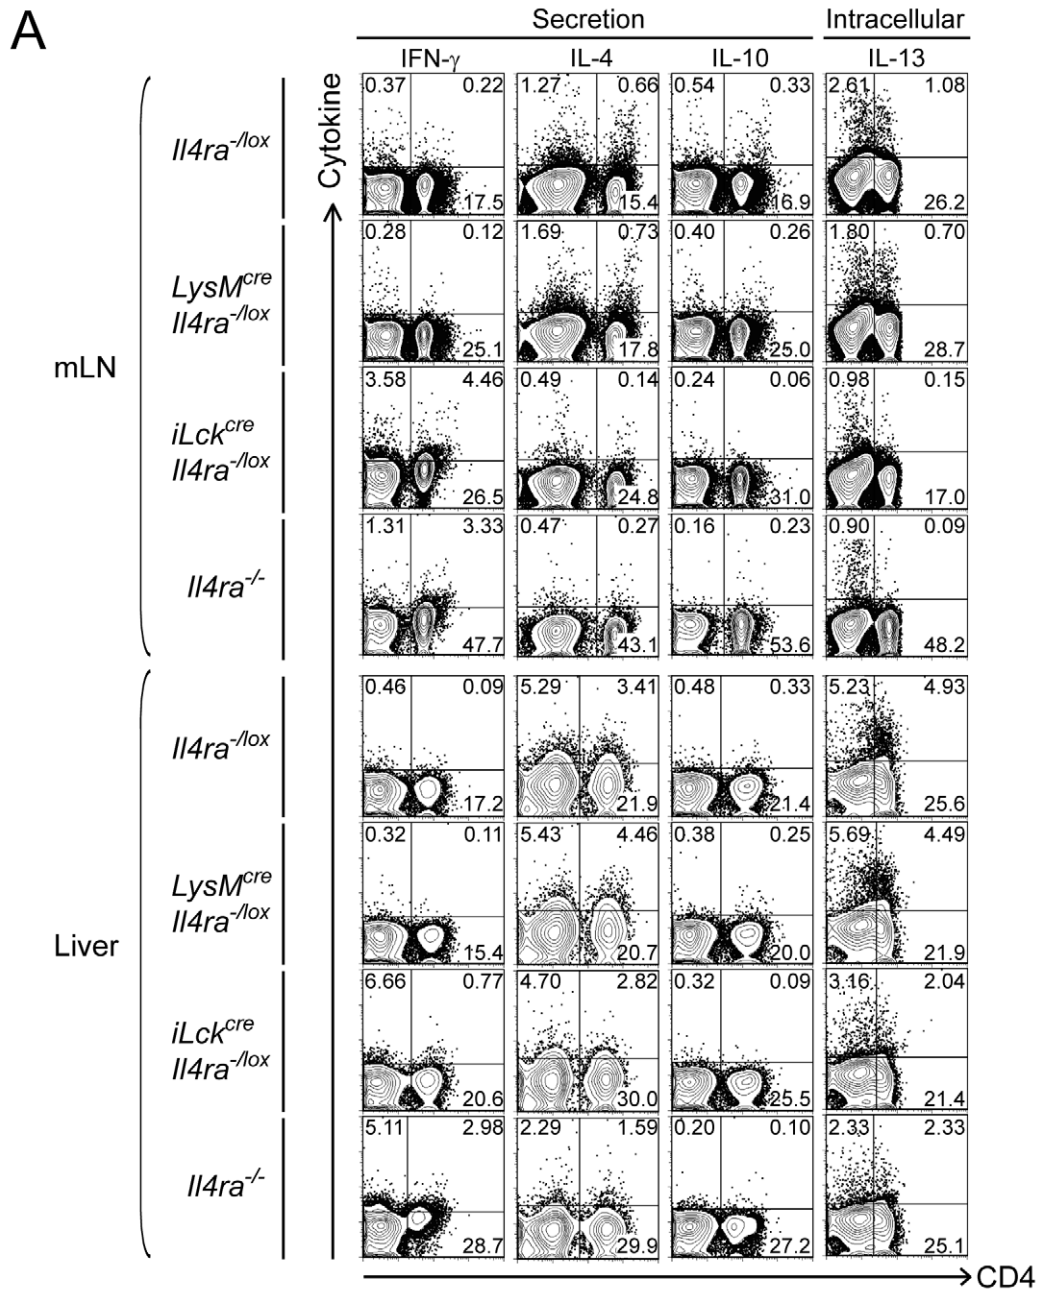 A
Secretion Intracellular
IFN-γ IL-4 IL-10 IL-13
Cytokine
mLN
Il4ra-/lox
0.37 0.22 1.27 0.66 0.54 0.33 2.61 1.08
17.5 15.4 16.9 26.2
LysMcre
Il4ra-/lox
0.28 0.12 1.69 0.73 0.40 0.26 1.80 0.70
25.1 17.8 25.0 28.7
iLckcre
Il4ra-/lox
3.58 4.46 0.49 0.14 0.24 0.06 0.98 0.15
26.5 24.8 31.0 17.0
Il4ra-/-
1.31 3.33 0.47 0.27 0.16 0.23 0.90 0.09
47.7 43.1 53.6 48.2
Liver
Il4ra-/lox
0.46 0.09 5.29 3.41 0.48 0.33 5.23 4.93
17.2 21.9 21.4 25.6
LysMcre
Il4ra-/lox
0.32 0.11 5.43 4.46 0.38 0.25 5.69 4.49
15.4 20.7 20.0 21.9
iLckcre
Il4ra-/lox
6.66 0.77 4.70 2.82 0.32 0.09 3.16 2.04
20.6 30.0 25.5 21.4
Il4ra-/-
5.11 2.98 2.29 1.59 0.20 0.10 2.33 2.33
28.7 29.9 27.2 25.1
CD4